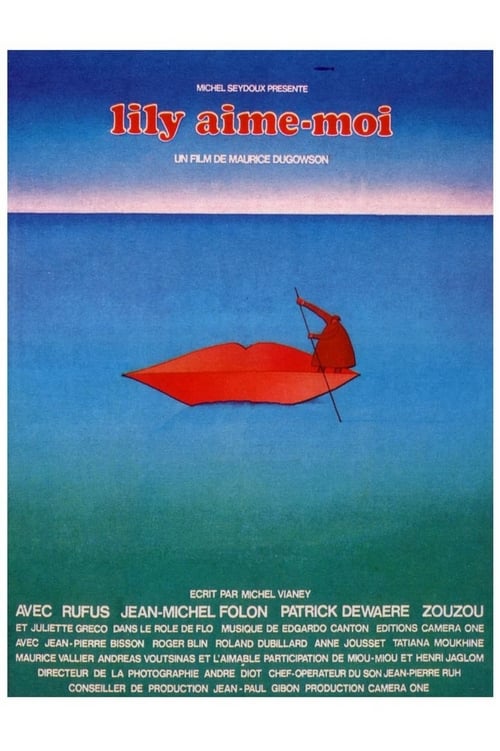 MICHEL SEYDOUX PRESENTE
lily aime-moi
UN FILM DE MAURICE DUGOWSON
ECRIT PAR MICHEL VIANEY
AVEC RUFUS JEAN-MICHEL FOLON PATRICK DEWAERE ZOUZOU
ET JULIETTE GRECO DANS LE ROLE DE FLO MUSIQUE DE EDGARDO CANTON EDITIONS CAMERA ONE
AVEC JEAN-PIERRE BISSON ROGER BLIN ROLAND DUBILLARD ANNE JOUSSET TATIANA MOUKHINE
MAURICE VALLIER ANDREAS VOUTSINAS ET L'AIMABLE PARTICIPATION DE MIOU-MIOU ET HENRI JAGLOM
DIRECTEUR DE LA PHOTOGRAPHIE ANDRE DIOT CHEF-OPERATEUR DU SON JEAN-PIERRE RUH
CONSEILLER DE PRODUCTION JEAN-PAUL GIBON PRODUCTION CAMERA ONE